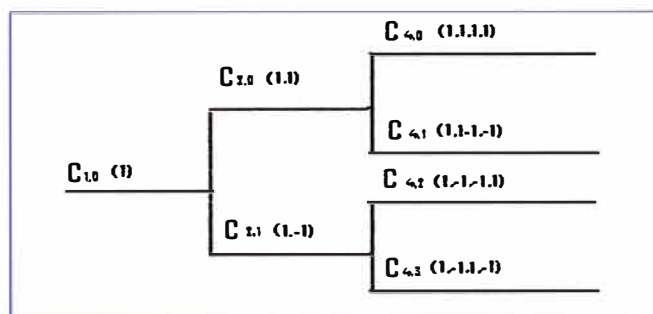 C4,0 (1.1.1.1)
C2,0 (1.1)
C4,1 (1.1-1.-1)
C1,0 (1)
C4,2 (1.-1.-1.1)
C2,1 (1.-1)
C4,3 (1.-1.1.-1)